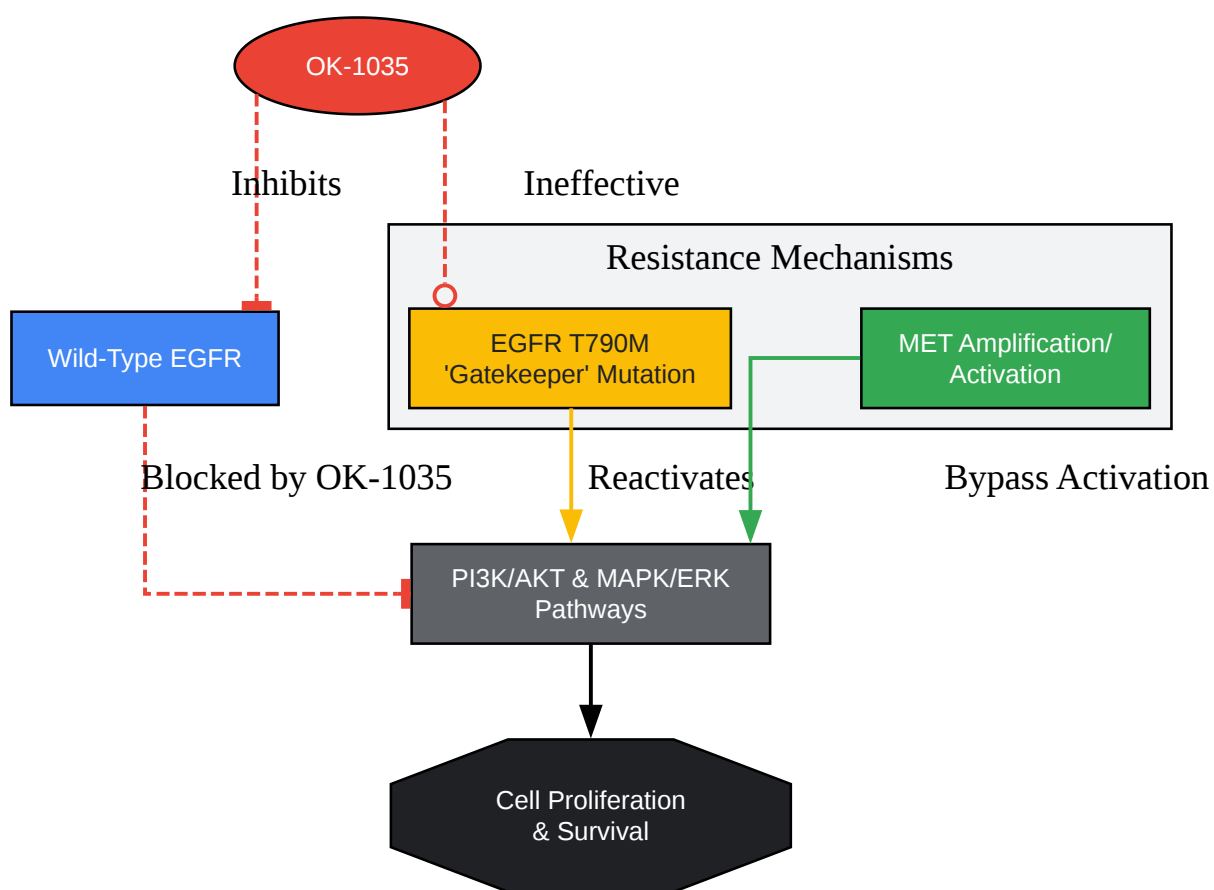 OK-1035
Inhibits
Ineffective
Resistance Mechanisms
Wild-Type EGFR
EGFR T790M
'Gatekeeper' Mutation
MET Amplification/
Activation
Blocked by OK-1035
Reactivates
Bypass Activation
PI3K/AKT & MAPK/ERK
Pathways
Cell Proliferation
& Survival